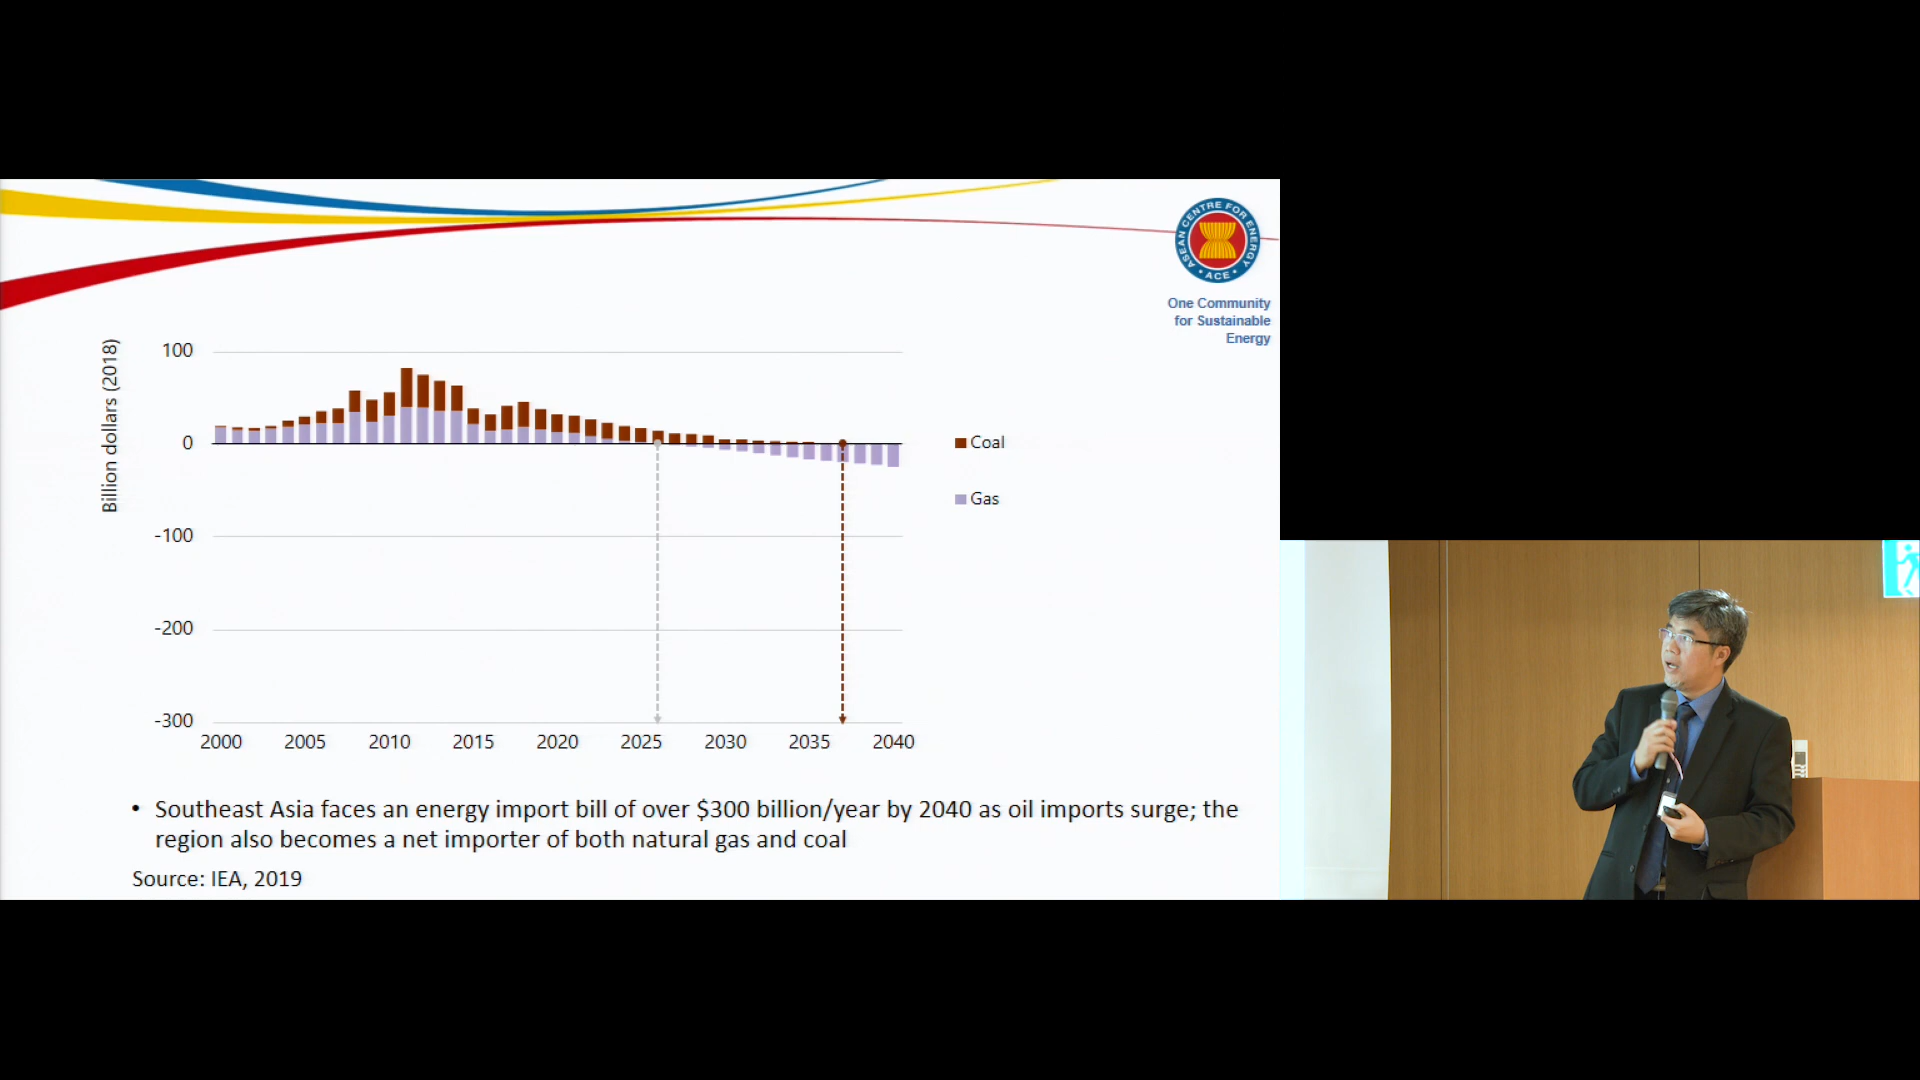 ASEAN CENTRE FOR ENERGY
• ACE •
One Community
for Sustainable
Energy
Billion dollars (2018)
100
0
-100
-200
-300
2000 2005 2010 2015 2020 2025 2030 2035 2040
Coal
Gas
• Southeast Asia faces an energy import bill of over $300 billion/year by 2040 as oil imports surge; the
region also becomes a net importer of both natural gas and coal
Source: IEA, 2019